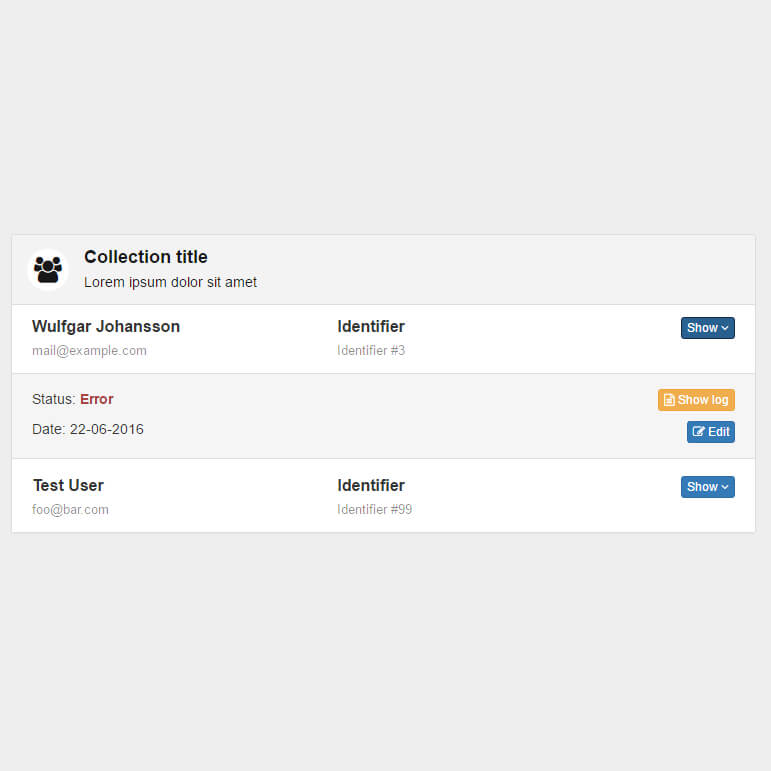 Collection title
Lorem ipsum dolor sit amet
Wulfgar Johansson Identifier Show
mail@example.com Identifier #3
Status: Error Show log
Date: 22-06-2016 Edit
Test User Identifier Show
foo@bar.com Identifier #99